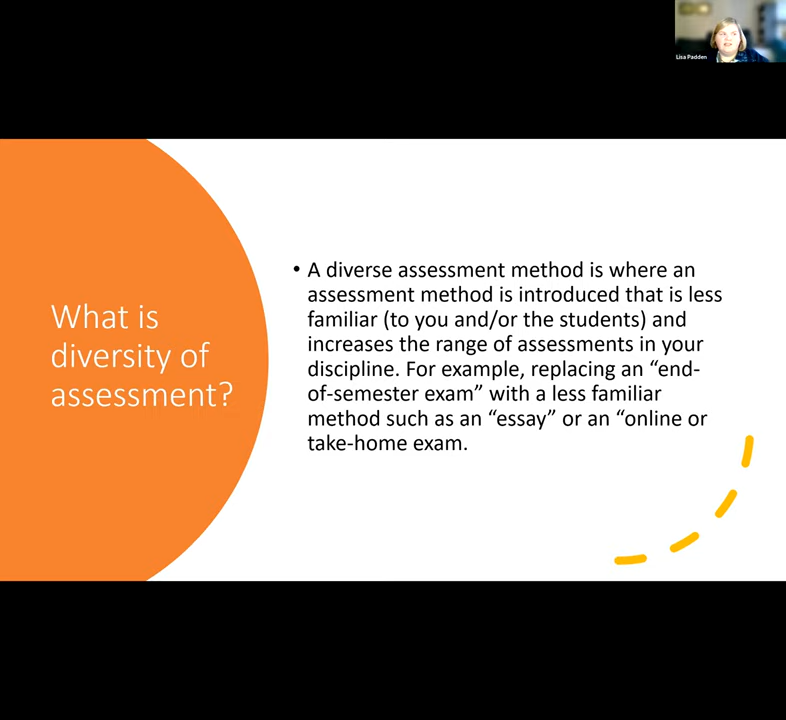 Lisa Padden
What is
diversity of
assessment?
• A diverse assessment method is where an
assessment method is introduced that is less
familiar (to you and/or the students) and
increases the range of assessments in your
discipline. For example, replacing an “end-
of-semester exam” with a less familiar
method such as an “essay” or an “online or
take-home exam.